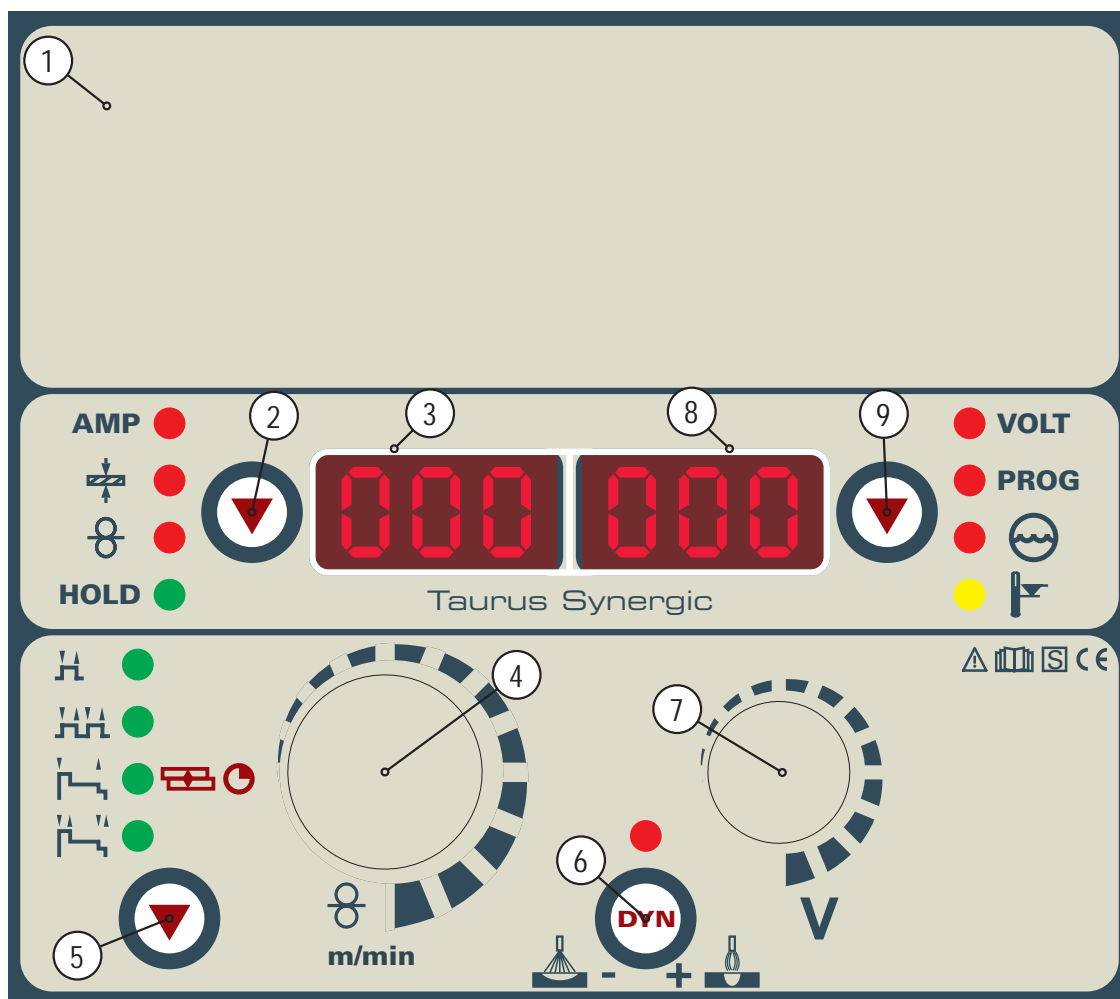 1
2
3
8
9
AMP
VOLT
000 000
PROG
HOLD
Taurus Synergic
S CE
4
7
6
DYN
V
5
m/min
- +